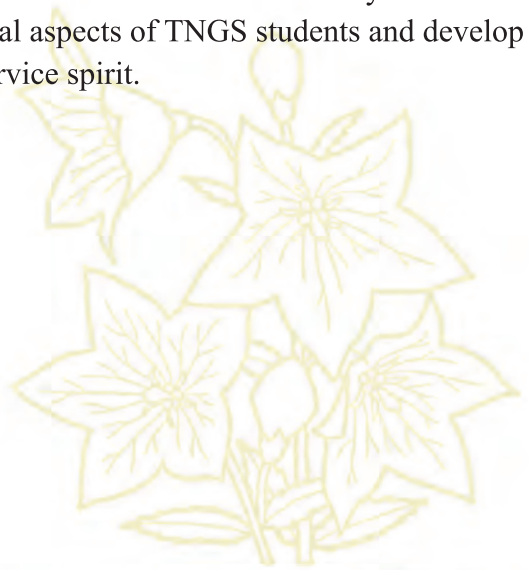 al aspects of TNGS students and develop
rvice spirit.